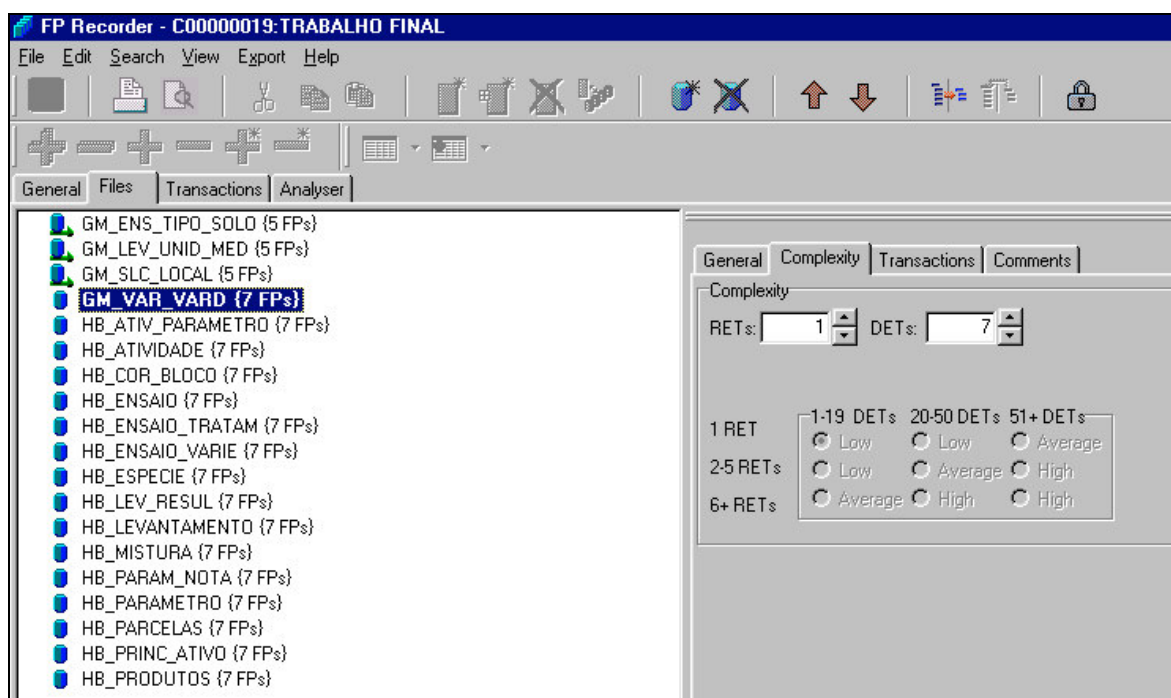 FP Recorder - C00000019:TRABALHO FINAL
File Edit Search View Export Help
General Files Transactions Analyser
GM_ENS_TIPO_SOLO {5 FPs}
GM_LEV_UNID_MED {5 FPs}
GM_SLC_LOCAL {5 FPs}
GM_VAR_VARD {7 FPs}
HB_ATIV_PARAMETRO {7 FPs}
HB_ATIVIDADE {7 FPs}
HB_COR_BLOCO {7 FPs}
HB_ENSAIO {7 FPs}
HB_ENSAIO_TRATAM {7 FPs}
HB_ENSAIO_VARIE {7 FPs}
HB_ESPECIE {7 FPs}
HB_LEV_RESUL {7 FPs}
HB_LEVANTAMENTO {7 FPs}
HB_MISTURA {7 FPs}
HB_PARAM_NOTA {7 FPs}
HB_PARAMETRO {7 FPs}
HB_PARCELAS {7 FPs}
HB_PRINC_ATIVO {7 FPs}
HB_PRODUTOS {7 FPs}
General Complexity Transactions Comments
Complexity
RETs: 1 DETs: 7
1-19 DETs 20-50 DETs 51+ DETs
1 RET Low Low Average
2-5 RETs Low Average High
6+ RETs Average High High